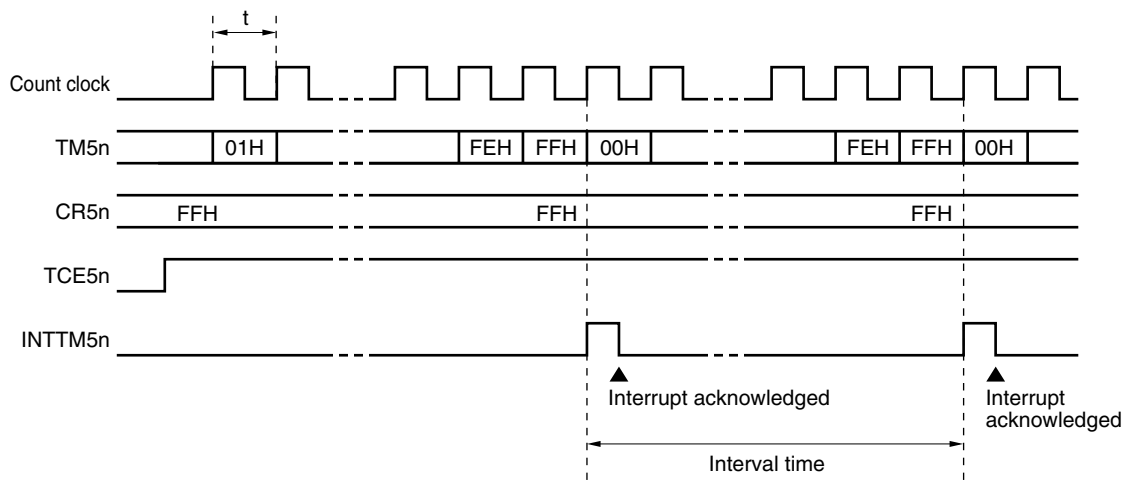 t
Count clock
TM5n 01H FEH FFH 00H FEH FFH 00H
CR5n FFH FFH FFH
TCE5n
INTTM5n
Interrupt acknowledged
Interrupt
acknowledged
Interval time